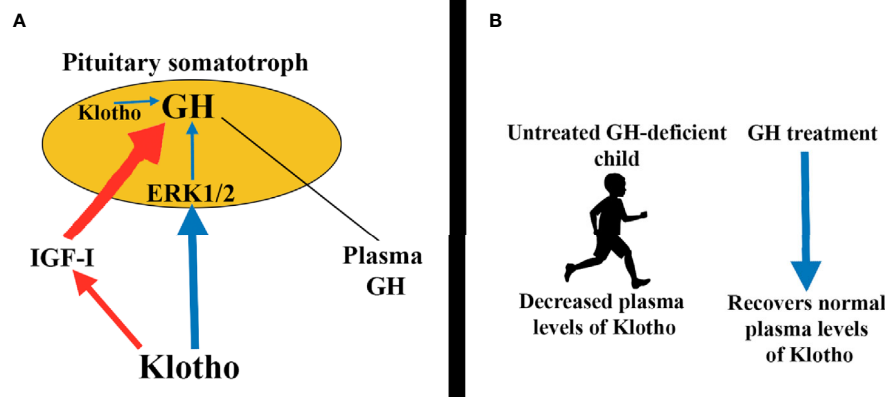 A
Pituitary somatotroph
Klotho
GH
ERK1/2
IGF-I
Plasma
GH
Klotho
B
Untreated GH-deficient
child
GH treatment
Decreased plasma
levels of Klotho
Recovers normal
plasma levels
of Klotho